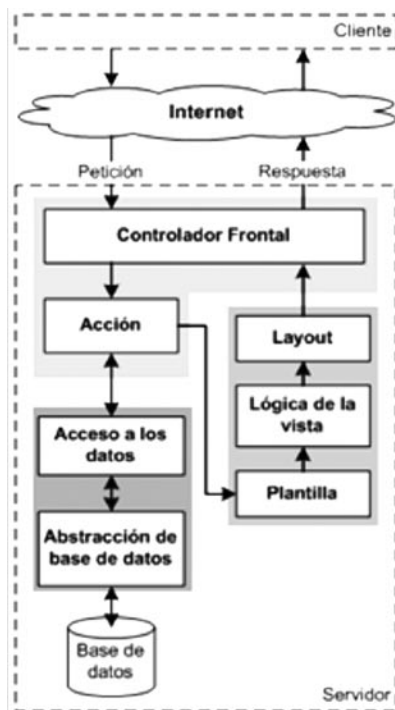 Cliente
Internet
Petición
Respuesta
Controlador Frontal
Acción
Layout
Lógica de la
vista
Acceso a los
datos
Plantilla
Abstracción de
base de datos
Base de
datos
Servidor